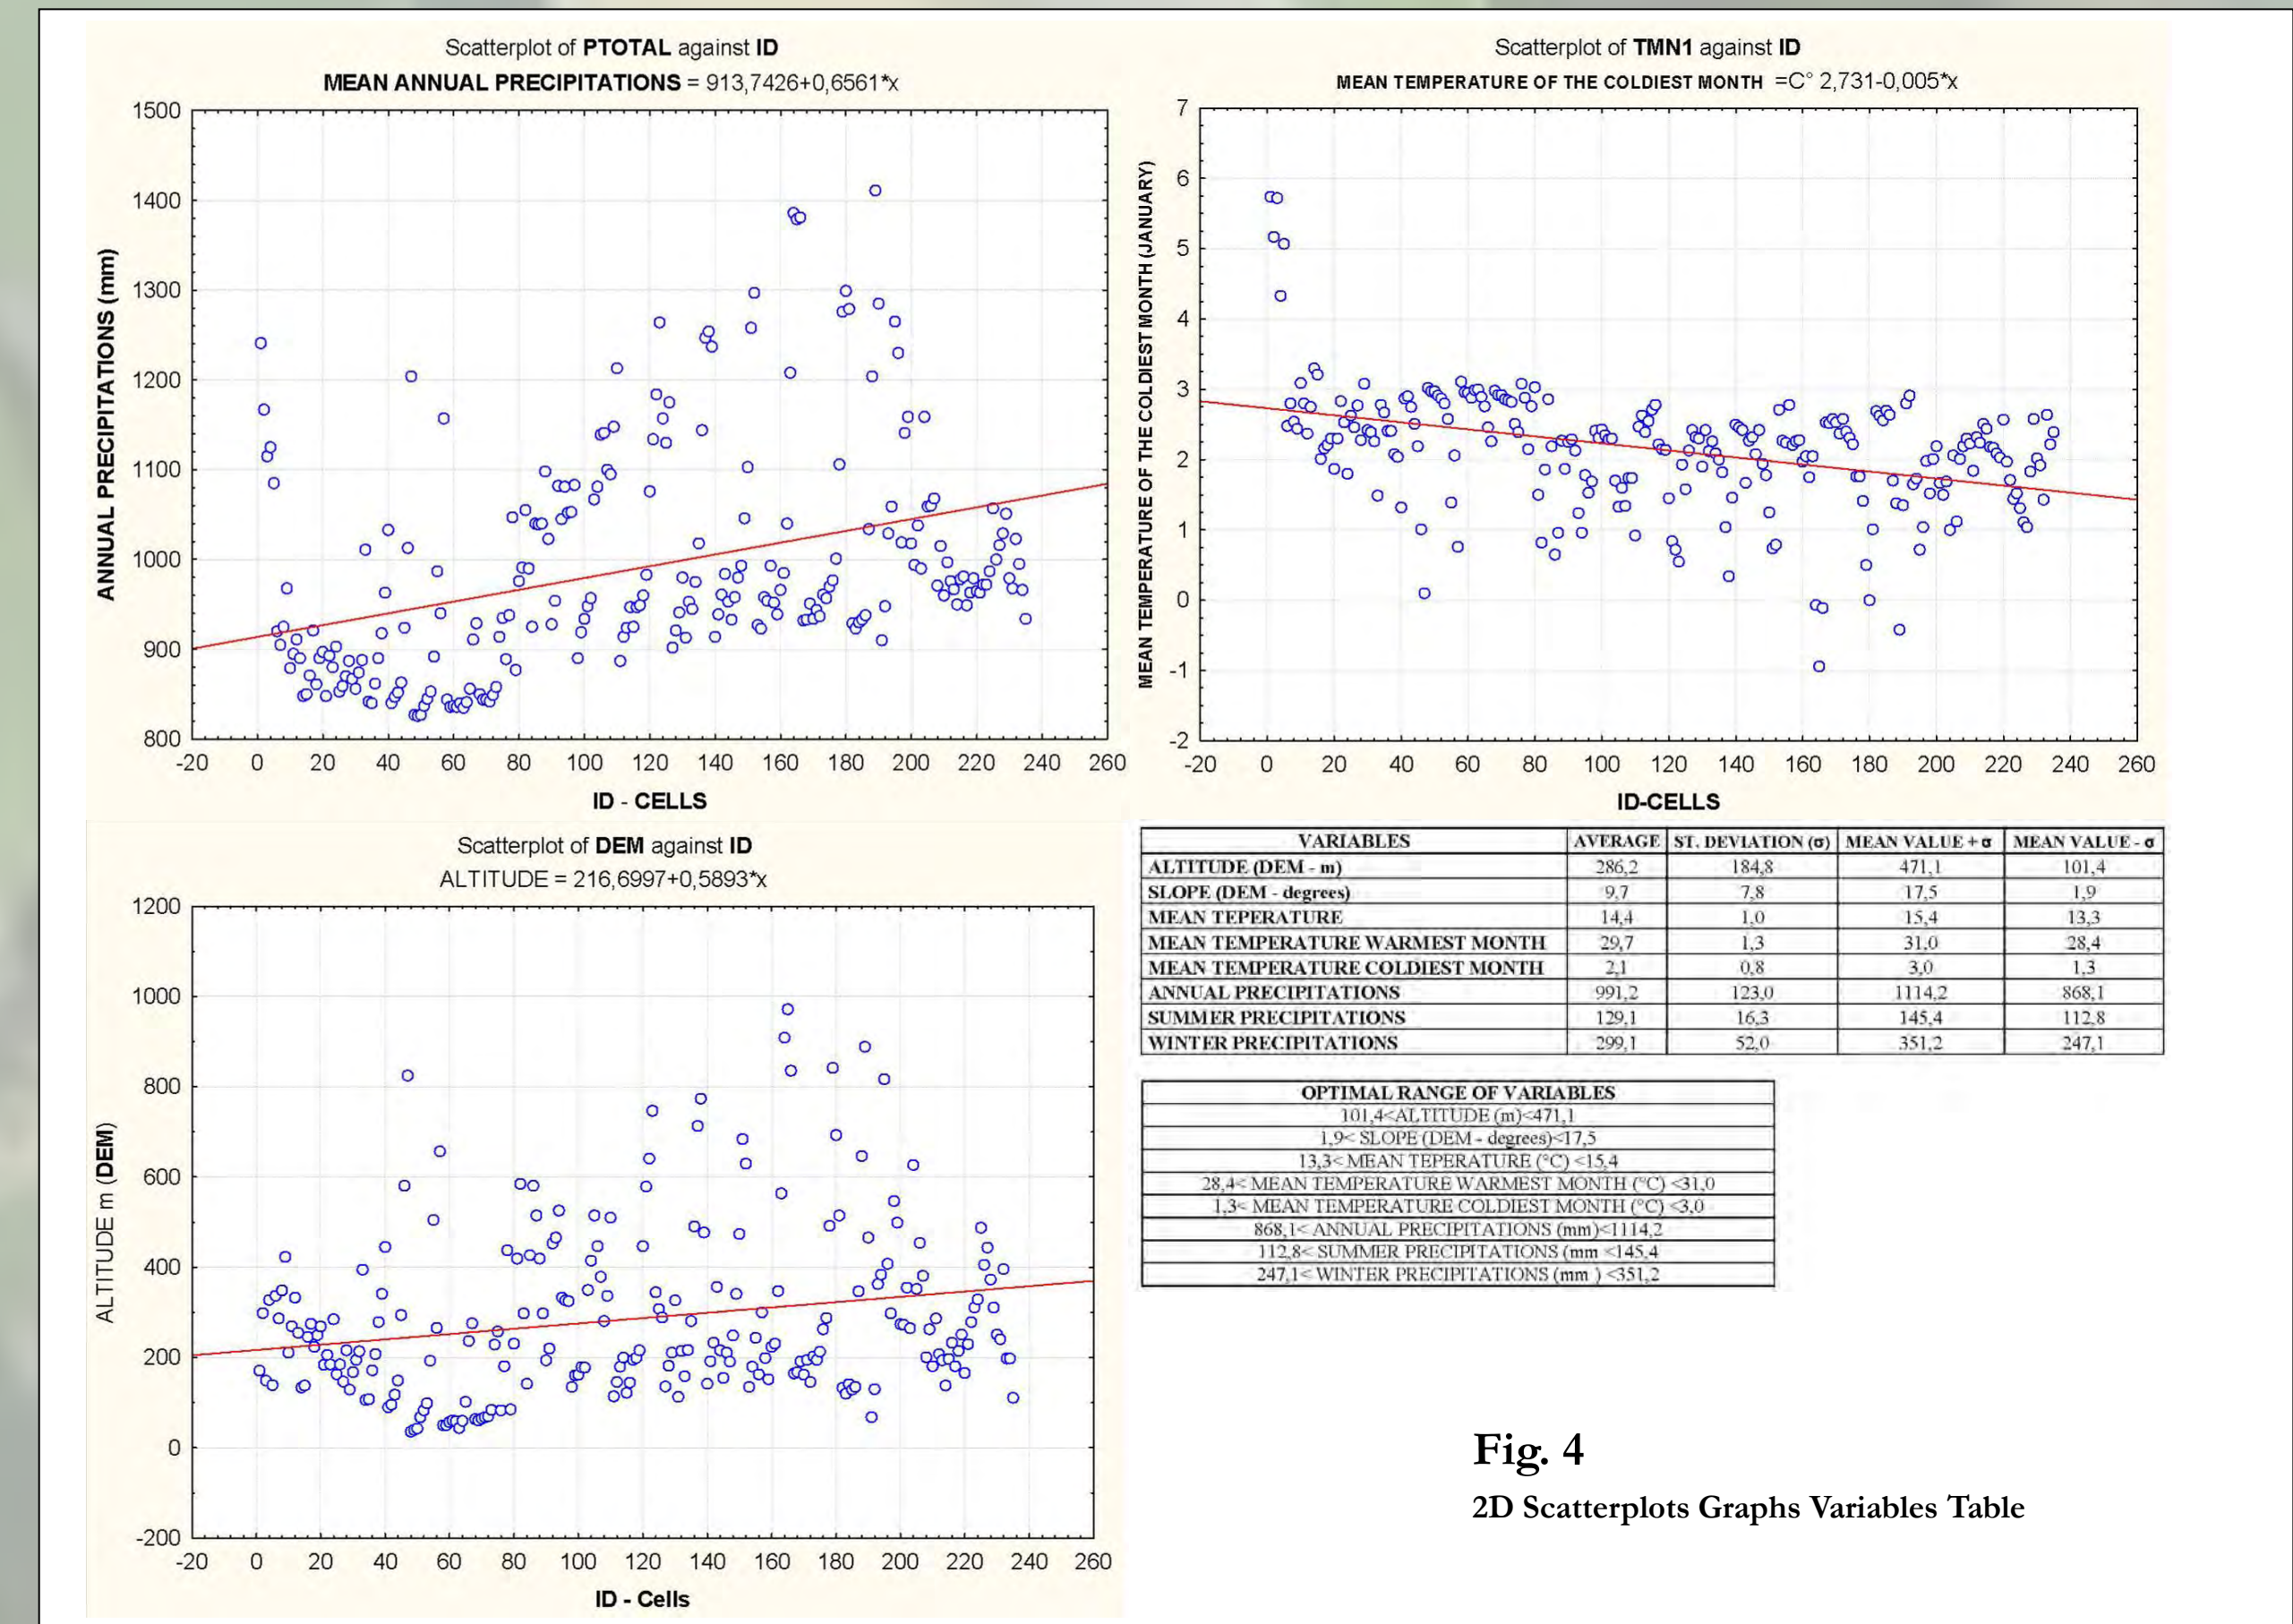 Scatterplot of PTOTAL against ID
MEAN ANNUAL PRECIPITATIONS = 913,7426+0,6561*x
1500
1400
1300
1200
1100
1000
900
800
ANNUAL PRECIPITATIONS (mm)
-20 0 20 40 60 80 100 120 140 160 180 200 220 240 260
ID - CELLS
Scatterplot of TMN1 against ID
MEAN TEMPERATURE OF THE COLDIEST MONTH =C° 2,731-0,005*x
7
6
5
4
3
2
1
0
-1
-2
MEAN TEMPERATURE OF THE COLDIEST MONTH (JANUARY)
-20 0 20 40 60 80 100 120 140 160 180 200 220 240 260
ID-CELLS
Scatterplot of DEM against ID
ALTITUDE = 216,6997+0,5893*x
1200
1000
800
600
400
200
0
-200
ALTITUDE m (DEM)
-20 0 20 40 60 80 100 120 140 160 180 200 220 240 260
ID - Cells
VARIABLES AVERAGE ST. DEVIATION (σ) MEAN VALUE + σ MEAN VALUE - σ
ALTITUDE (DEM - m) 286,2 184,8 471,1 101,4
SLOPE (DEM - degrees) 9,7 7,8 17,5 1,9
MEAN TEPERATURE 14,4 1,0 15,4 13,3
MEAN TEMPERATURE WARMEST MONTH 29,7 1,3 31,0 28,4
MEAN TEMPERATURE COLDIEST MONTH 2,1 0,8 3,0 1,3
ANNUAL PRECIPITATIONS 991,2 123,0 1114,2 868,1
SUMMER PRECIPITATIONS 129,1 16,3 145,4 112,8
WINTER PRECIPITATIONS 299,1 52,0 351,2 247,1
OPTIMAL RANGE OF VARIABLES
101,4<ALTITUDE (m)<471,1
1,9< SLOPE (DEM - degrees)<17,5
13,3< MEAN TEPERATURE (°C) <15,4
28,4< MEAN TEMPERATURE WARMEST MONTH (°C) <31,0
1,3< MEAN TEMPERATURE COLDIEST MONTH (°C) <3,0
868,1< ANNUAL PRECIPITATIONS (mm)<1114,2
112,8< SUMMER PRECIPITATIONS (mm <145,4
247,1< WINTER PRECIPITATIONS (mm ) <351,2
Fig. 4
2D Scatterplots Graphs Variables Table